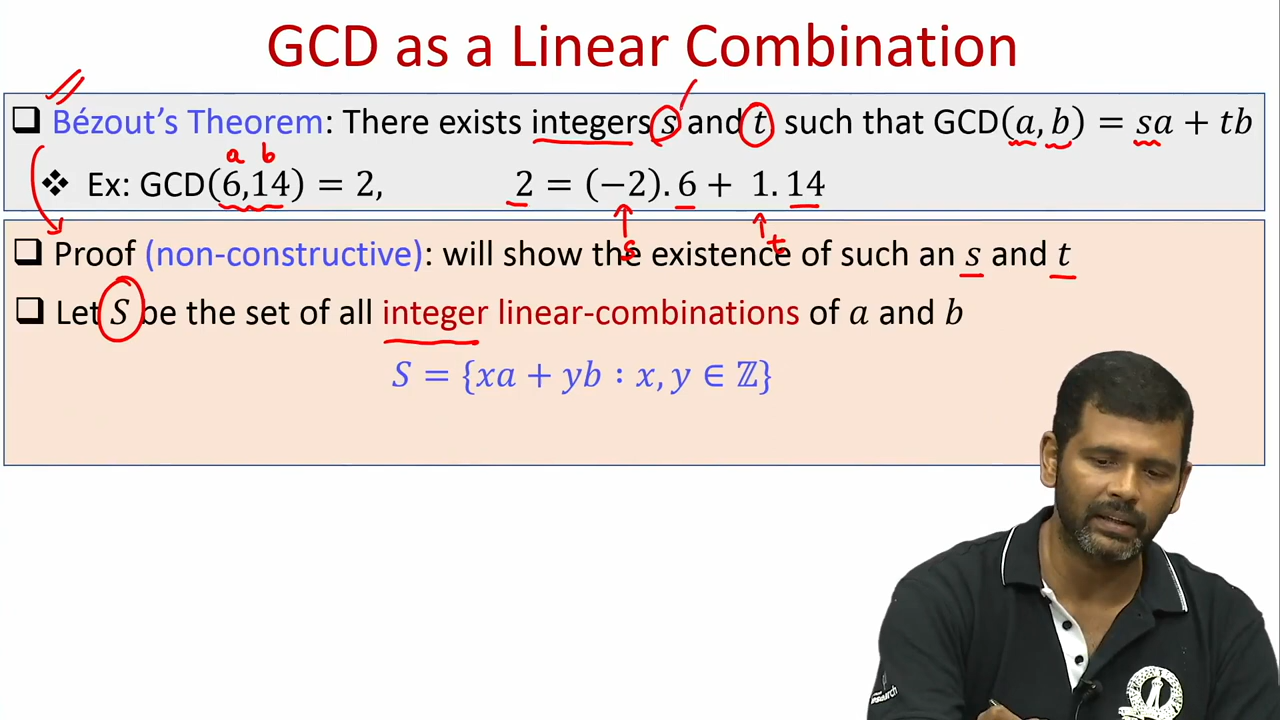 GCD as a Linear Combination
❑ Bézout's Theorem: There exists integers s and t such that GCD(a, b) = sa + tb
a b
❖ Ex: GCD(6,14) = 2, 2 = (−2). 6 + 1. 14
s t
❑ Proof (non-constructive): will show the existence of such an s and t
❑ Let S be the set of all integer linear-combinations of a and b
S = {xa + yb : x, y ∈ ℤ}